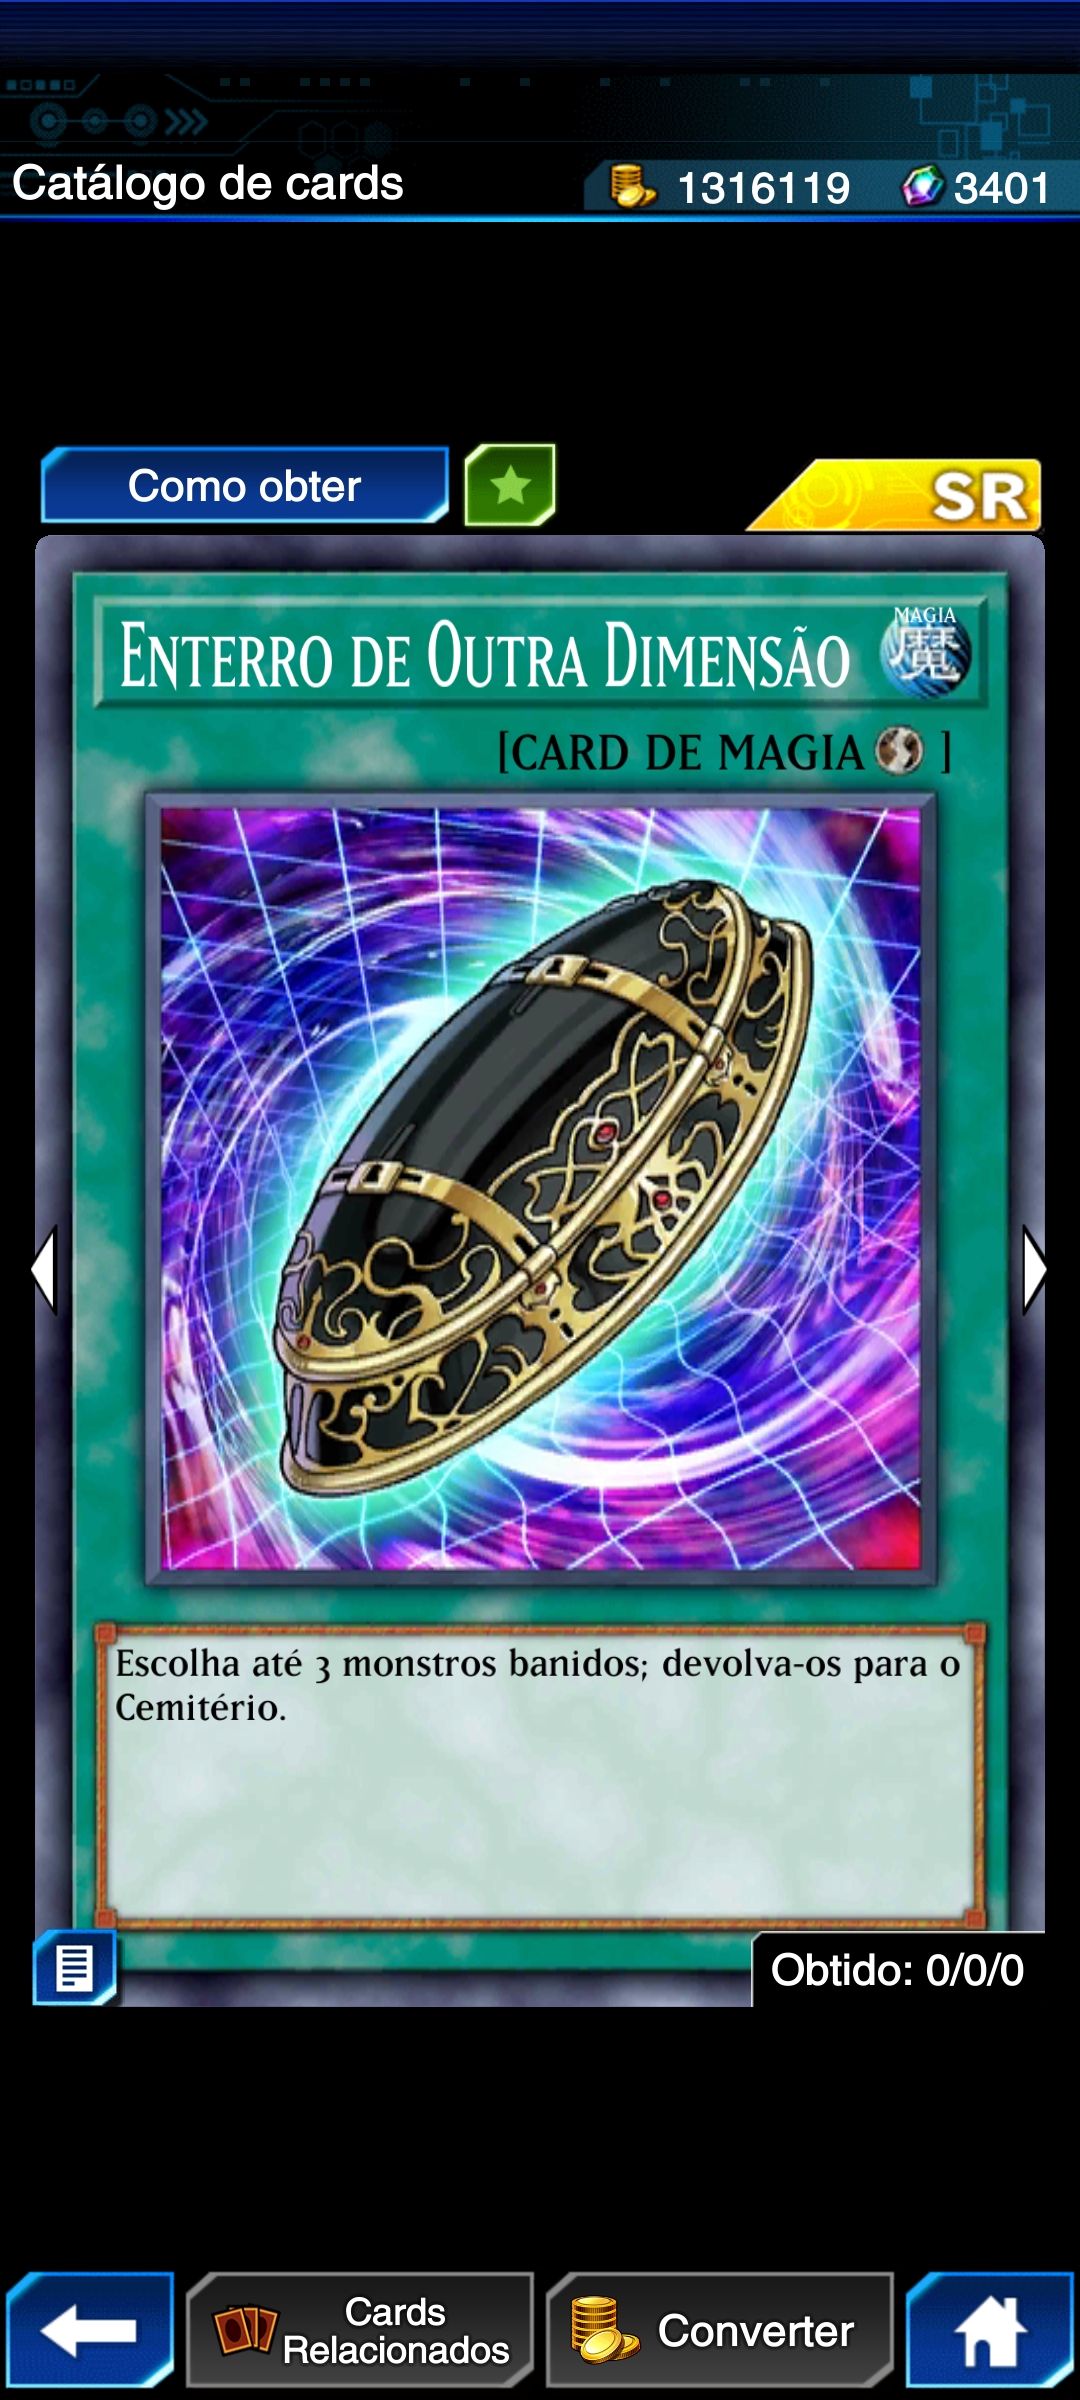 Catálogo de cards
1316119
3401
Como obter
SR
Enterro de Outra Dimensão
MAGIA
魔
[CARD DE MAGIA ]
Escolha até 3 monstros banidos; devolva-os para o
Cemitério.
Obtido: 0/0/0
Cards
Relacionados
Converter